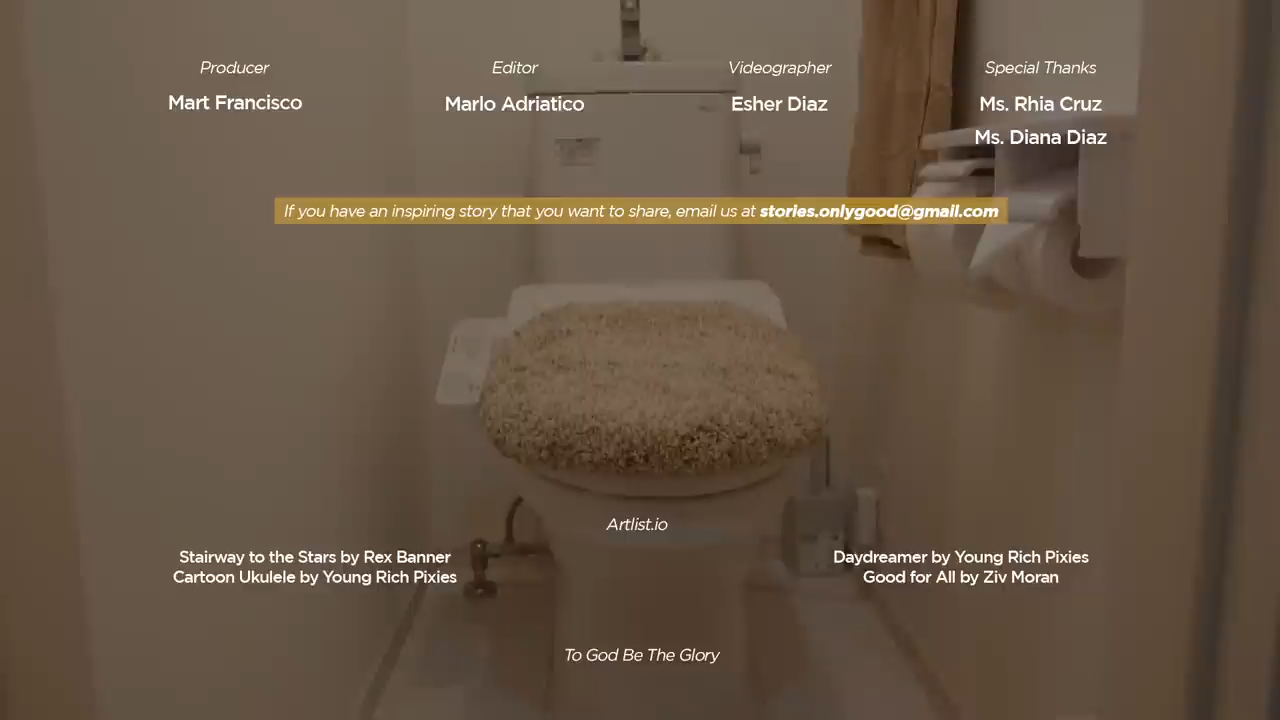 Producer
Mart Francisco
Editor
Marlo Adriatico
Videographer
Esher Diaz
Special Thanks
Ms. Rhia Cruz
Ms. Diana Diaz
If you have an inspiring story that you want to share, email us at stories.onlygood@gmail.com
Artlist.io
Stairway to the Stars by Rex Banner
Cartoon Ukulele by Young Rich Pixies
Daydreamer by Young Rich Pixies
Good for All by Ziv Moran
To God Be The Glory